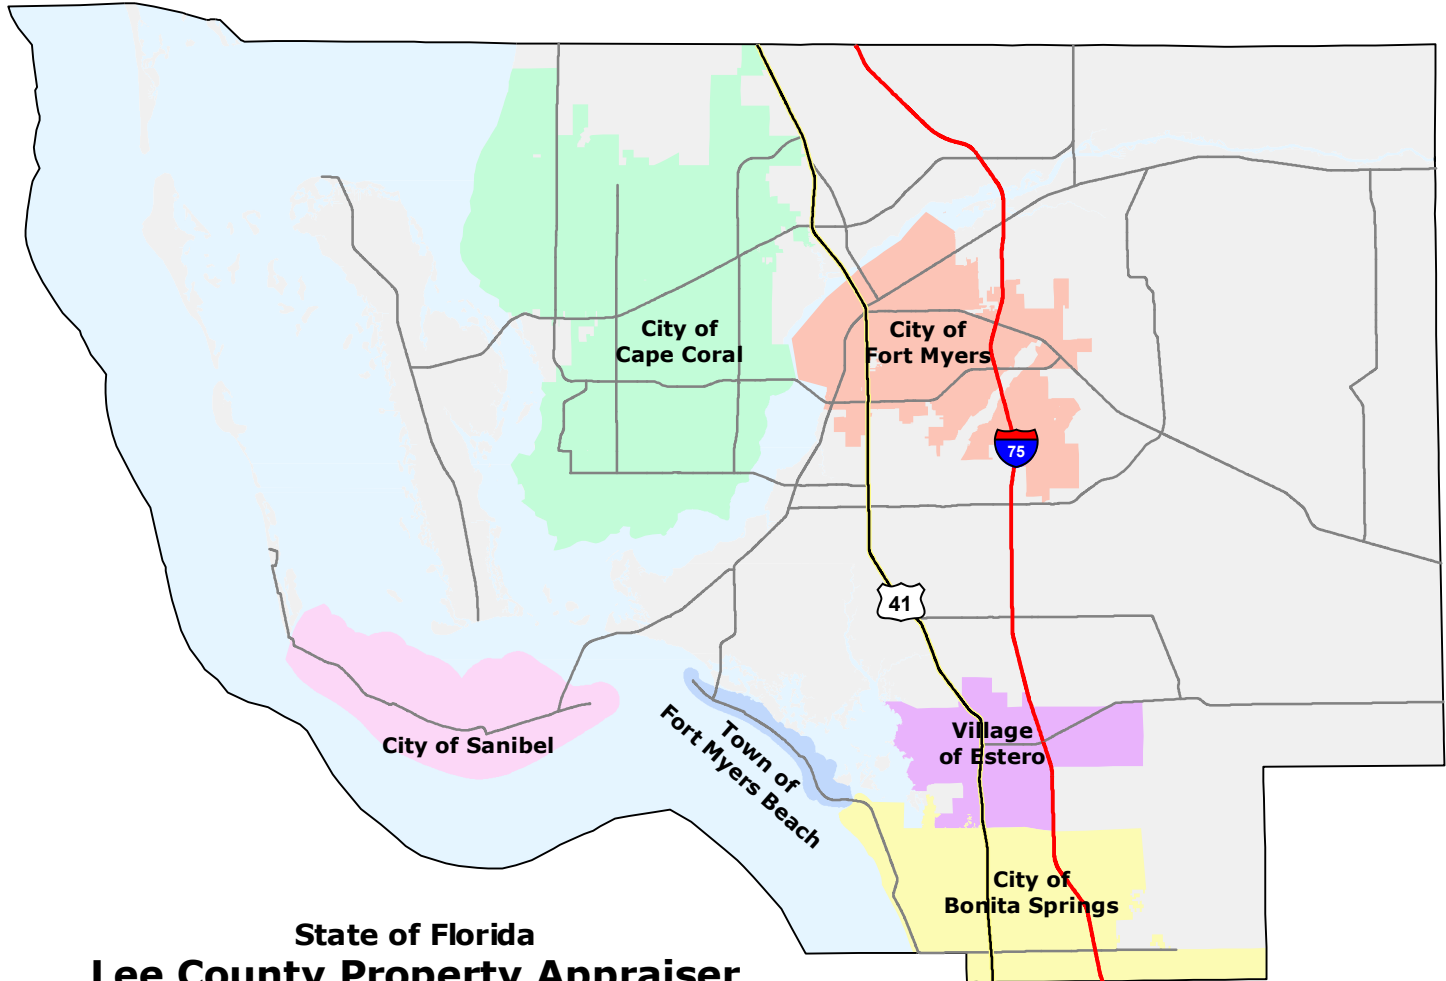 City of
Cape Coral
City of
Fort Myers
75
41
City of Sanibel
Town of
Fort Myers Beach
Village
of Estero
City of
Bonita Springs
State of Florida
Lee County Property Appraiser